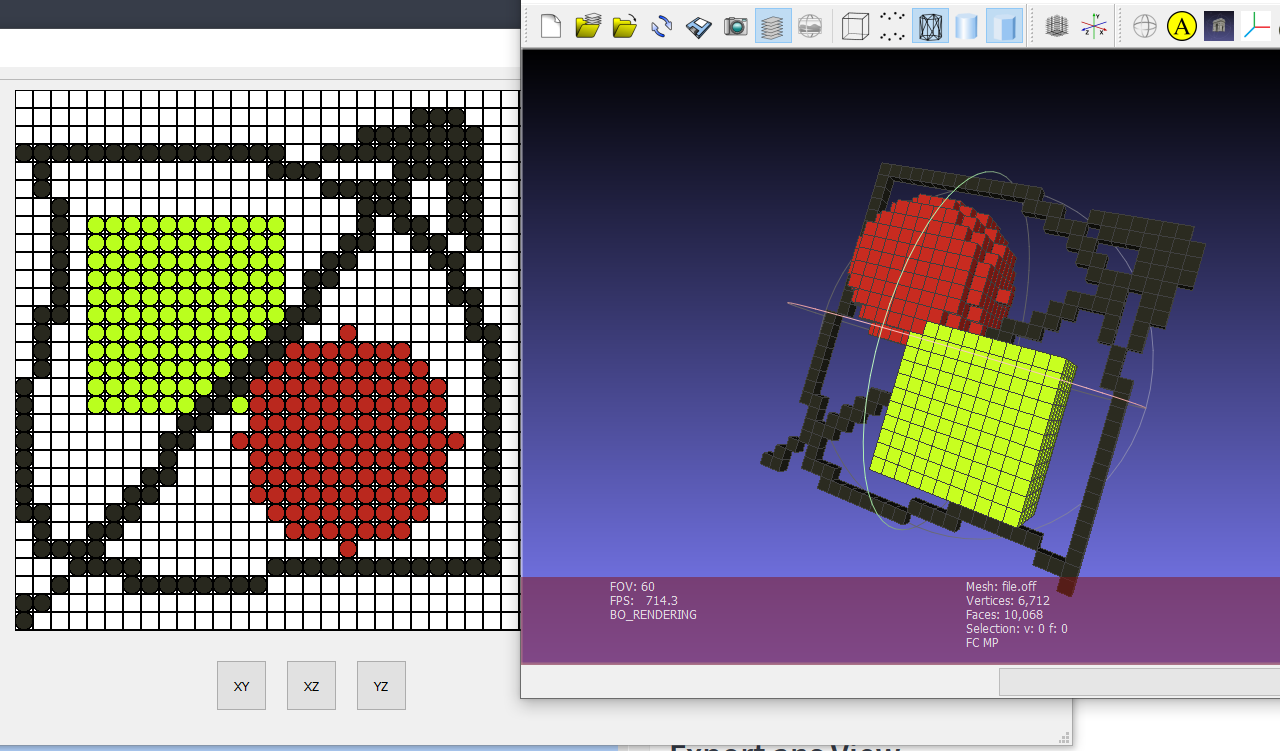 A
XY
XZ
YZ
FOV: 60
FPS: 714.3
BO_RENDERING
Mesh: file.off
Vertices: 6,712
Faces: 10,068
Selection: v: 0 f: 0
FC MP